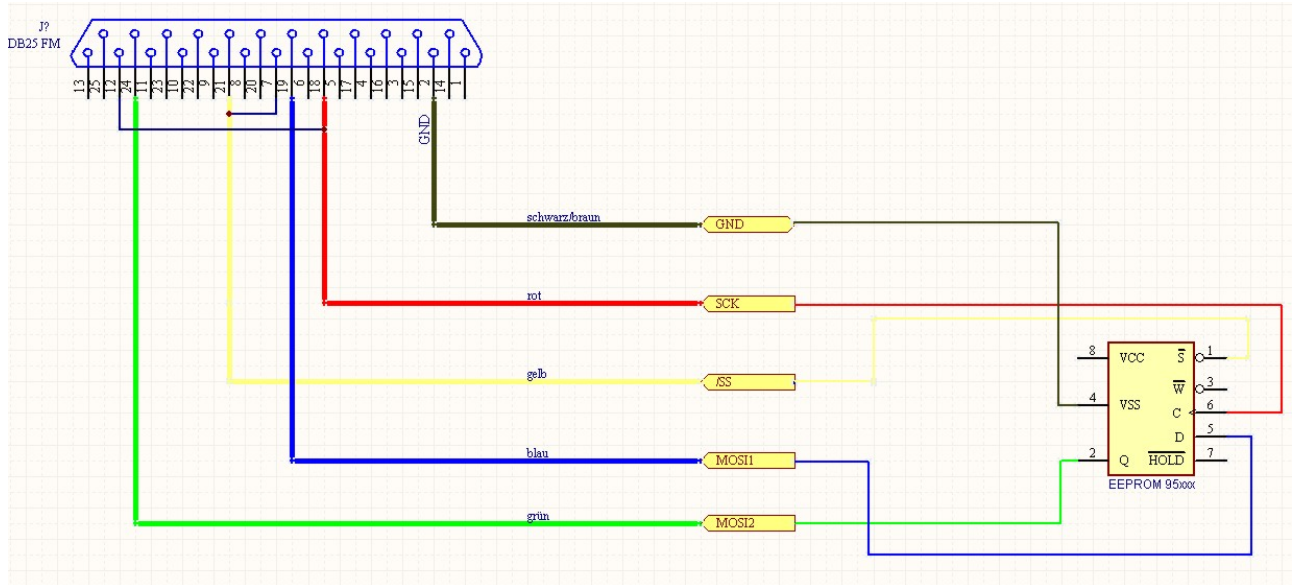 J?
DB25 FM
13 25 12 24 11 23 10 22 9 21 8 20 7 19 6 18 5 17 4 16 3 15 2 14 1
GND
schwarz/braun
GND
rot
SCK
gelb
/SS
blau
MOSI1
grün
MOSI2
8 VCC S 1
W 3
4 VSS C 6
D 5
2 Q HOLD 7
EEPROM 95xxx